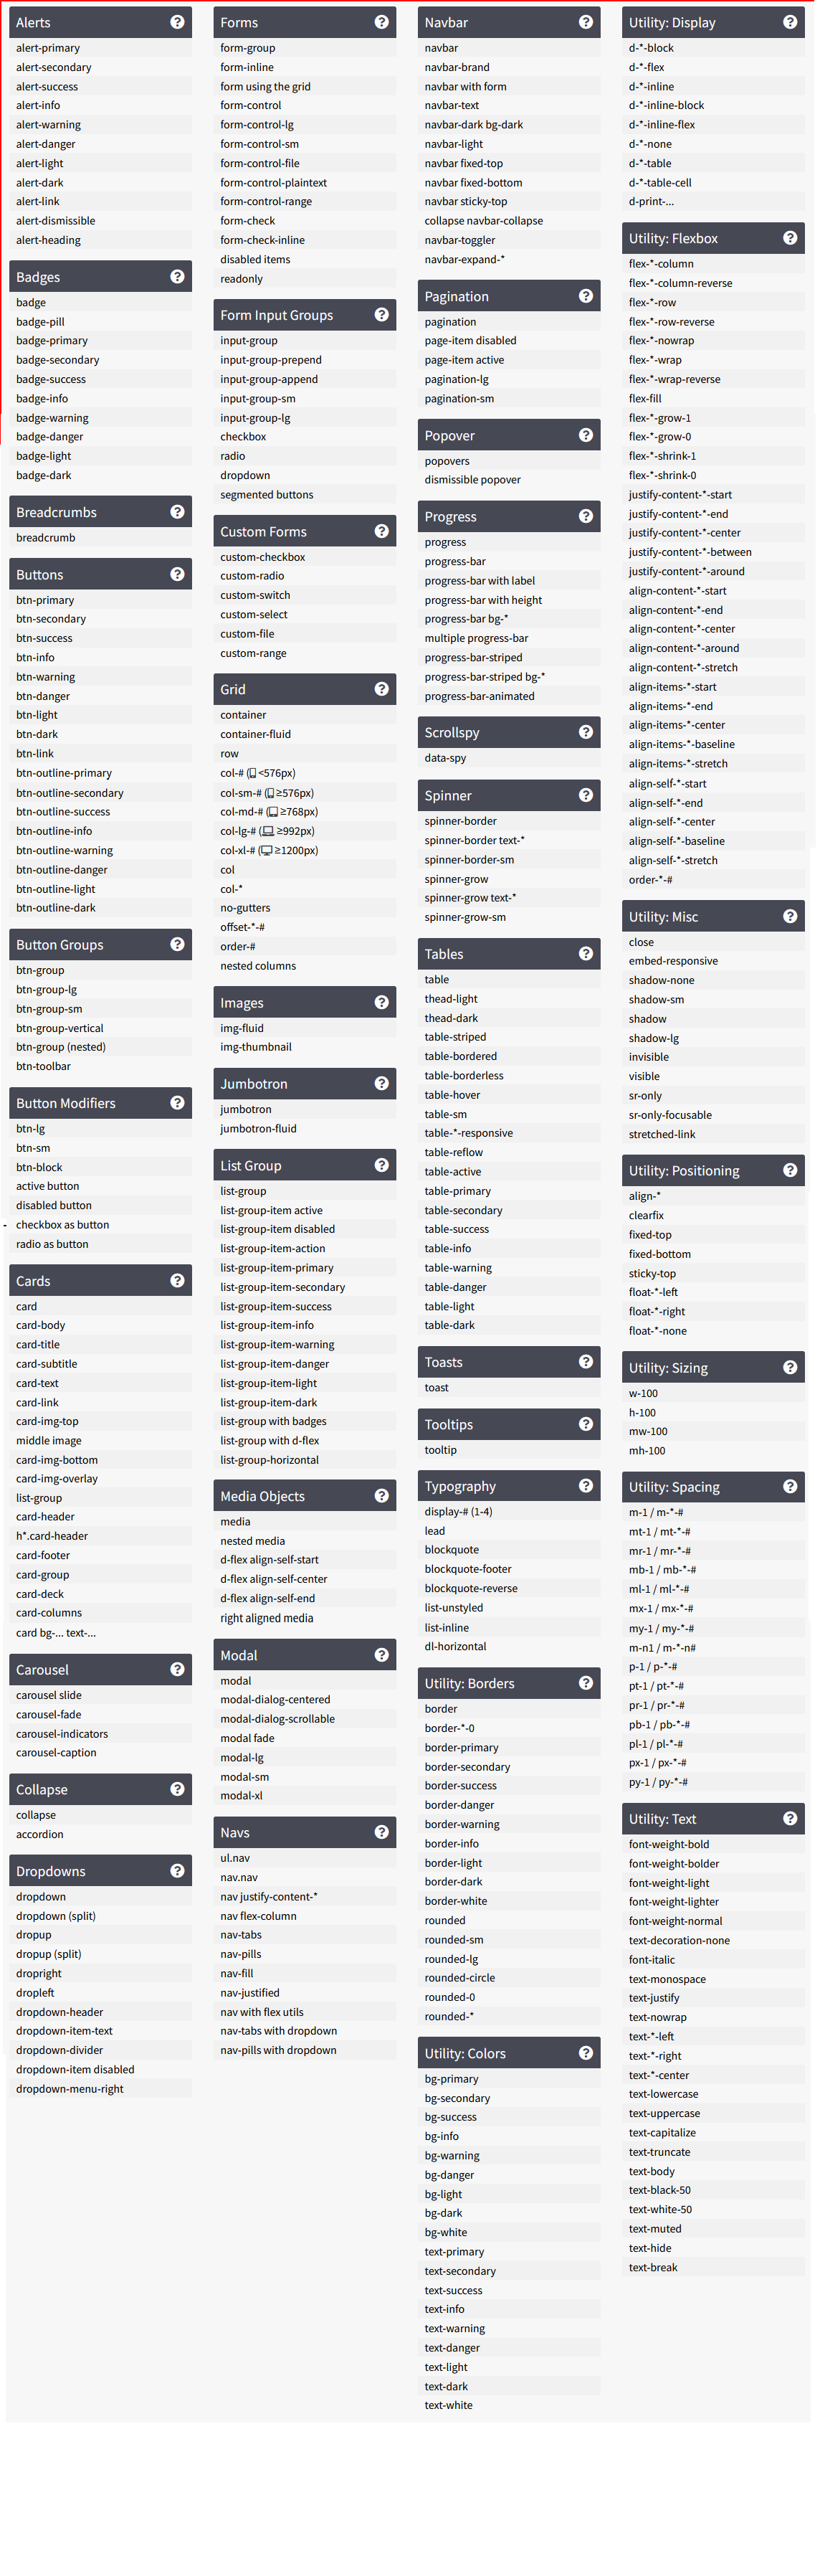 Alerts
alert-primary
alert-secondary
alert-success
alert-info
alert-warning
alert-danger
alert-light
alert-dark
alert-link
alert-dismissible
alert-heading
Badges
badge
badge-pill
badge-primary
badge-secondary
badge-success
badge-info
badge-warning
badge-danger
badge-light
badge-dark
Breadcrumbs
breadcrumb
Buttons
btn-primary
btn-secondary
btn-success
btn-info
btn-warning
btn-danger
btn-light
btn-dark
btn-link
btn-outline-primary
btn-outline-secondary
btn-outline-success
btn-outline-info
btn-outline-warning
btn-outline-danger
btn-outline-light
btn-outline-dark
Button Groups
btn-group
btn-group-lg
btn-group-sm
btn-group-vertical
btn-group (nested)
btn-toolbar
Button Modifiers
btn-lg
btn-sm
btn-block
active button
disabled button
checkbox as button
radio as button
Cards
card
card-body
card-title
card-subtitle
card-text
card-link
card-img-top
middle image
card-img-bottom
card-img-overlay
list-group
card-header
h*.card-header
card-footer
card-group
card-deck
card-columns
card bg-... text-...
Carousel
carousel slide
carousel-fade
carousel-indicators
carousel-caption
Collapse
collapse
accordion
Dropdowns
dropdown
dropdown (split)
dropup
dropup (split)
dropright
dropleft
dropdown-header
dropdown-item-text
dropdown-divider
dropdown-item disabled
dropdown-menu-right
Forms
form-group
form-inline
form using the grid
form-control
form-control-lg
form-control-sm
form-control-file
form-control-plaintext
form-control-range
form-check
form-check-inline
disabled items
readonly
Form Input Groups
input-group
input-group-prepend
input-group-append
input-group-sm
input-group-lg
checkbox
radio
dropdown
segmented buttons
Custom Forms
custom-checkbox
custom-radio
custom-switch
custom-select
custom-file
custom-range
Grid
container
container-fluid
row
col-# (<576px)
col-sm-# (≥576px)
col-md-# (≥768px)
col-lg-# (≥992px)
col-xl-# (≥1200px)
col
col-*
no-gutters
offset-*-#
order-#
nested columns
Images
img-fluid
img-thumbnail
Jumbotron
jumbotron
jumbotron-fluid
List Group
list-group
list-group-item active
list-group-item disabled
list-group-item-action
list-group-item-primary
list-group-item-secondary
list-group-item-success
list-group-item-info
list-group-item-warning
list-group-item-danger
list-group-item-light
list-group-item-dark
list-group with badges
list-group with d-flex
list-group-horizontal
Media Objects
media
nested media
d-flex align-self-start
d-flex align-self-center
d-flex align-self-end
right aligned media
Modal
modal
modal-dialog-centered
modal-dialog-scrollable
modal fade
modal-lg
modal-sm
modal-xl
Navs
ul.nav
nav.nav
nav justify-content-*
nav flex-column
nav-tabs
nav-pills
nav-fill
nav-justified
nav with flex utils
nav-tabs with dropdown
nav-pills with dropdown
Navbar
navbar
navbar-brand
navbar with form
navbar-text
navbar-dark bg-dark
navbar-light
navbar fixed-top
navbar fixed-bottom
navbar sticky-top
collapse navbar-collapse
navbar-toggler
navbar-expand-*
Pagination
pagination
page-item disabled
page-item active
pagination-lg
pagination-sm
Popover
popovers
dismissible popover
Progress
progress
progress-bar
progress-bar with label
progress-bar with height
progress-bar bg-*
multiple progress-bar
progress-bar-striped
progress-bar-striped bg-*
progress-bar-animated
Scrollspy
data-spy
Spinner
spinner-border
spinner-border text-*
spinner-border-sm
spinner-grow
spinner-grow text-*
spinner-grow-sm
Tables
table
thead-light
thead-dark
table-striped
table-bordered
table-borderless
table-hover
table-sm
table-*-responsive
table-reflow
table-active
table-primary
table-secondary
table-success
table-info
table-warning
table-danger
table-light
table-dark
Toasts
toast
Tooltips
tooltip
Typography
display-# (1-4)
lead
blockquote
blockquote-footer
blockquote-reverse
list-unstyled
list-inline
dl-horizontal
Utility: Borders
border
border-*-0
border-primary
border-secondary
border-success
border-danger
border-warning
border-info
border-light
border-dark
border-white
rounded
rounded-sm
rounded-lg
rounded-circle
rounded-0
rounded-*
Utility: Colors
bg-primary
bg-secondary
bg-success
bg-info
bg-warning
bg-danger
bg-light
bg-dark
bg-white
text-primary
text-secondary
text-success
text-info
text-warning
text-danger
text-light
text-dark
text-white
Utility: Display
d-*-block
d-*-flex
d-*-inline
d-*-inline-block
d-*-inline-flex
d-*-none
d-*-table
d-*-table-cell
d-print-...
Utility: Flexbox
flex-*-column
flex-*-column-reverse
flex-*-row
flex-*-row-reverse
flex-*-nowrap
flex-*-wrap
flex-*-wrap-reverse
flex-fill
flex-*-grow-1
flex-*-grow-0
flex-*-shrink-1
flex-*-shrink-0
justify-content-*-start
justify-content-*-end
justify-content-*-center
justify-content-*-between
justify-content-*-around
align-content-*-start
align-content-*-end
align-content-*-center
align-content-*-around
align-content-*-stretch
align-items-*-start
align-items-*-end
align-items-*-center
align-items-*-baseline
align-items-*-stretch
align-self-*-start
align-self-*-end
align-self-*-center
align-self-*-baseline
align-self-*-stretch
order-*-#
Utility: Misc
close
embed-responsive
shadow-none
shadow-sm
shadow
shadow-lg
invisible
visible
sr-only
sr-only-focusable
stretched-link
Utility: Positioning
align-*
clearfix
fixed-top
fixed-bottom
sticky-top
float-*-left
float-*-right
float-*-none
Utility: Sizing
w-100
h-100
mw-100
mh-100
Utility: Spacing
m-1 / m-*-#
mt-1 / mt-*-#
mr-1 / mr-*-#
mb-1 / mb-*-#
ml-1 / ml-*-#
mx-1 / mx-*-#
my-1 / my-*-#
m-n1 / m-*-n#
p-1 / p-*-#
pt-1 / pt-*-#
pr-1 / pr-*-#
pb-1 / pb-*-#
pl-1 / pl-*-#
px-1 / px-*-#
py-1 / py-*-#
Utility: Text
font-weight-bold
font-weight-bolder
font-weight-light
font-weight-lighter
font-weight-normal
text-decoration-none
font-italic
text-monospace
text-justify
text-nowrap
text-*-left
text-*-right
text-*-center
text-lowercase
text-uppercase
text-capitalize
text-truncate
text-body
text-black-50
text-white-50
text-muted
text-hide
text-break